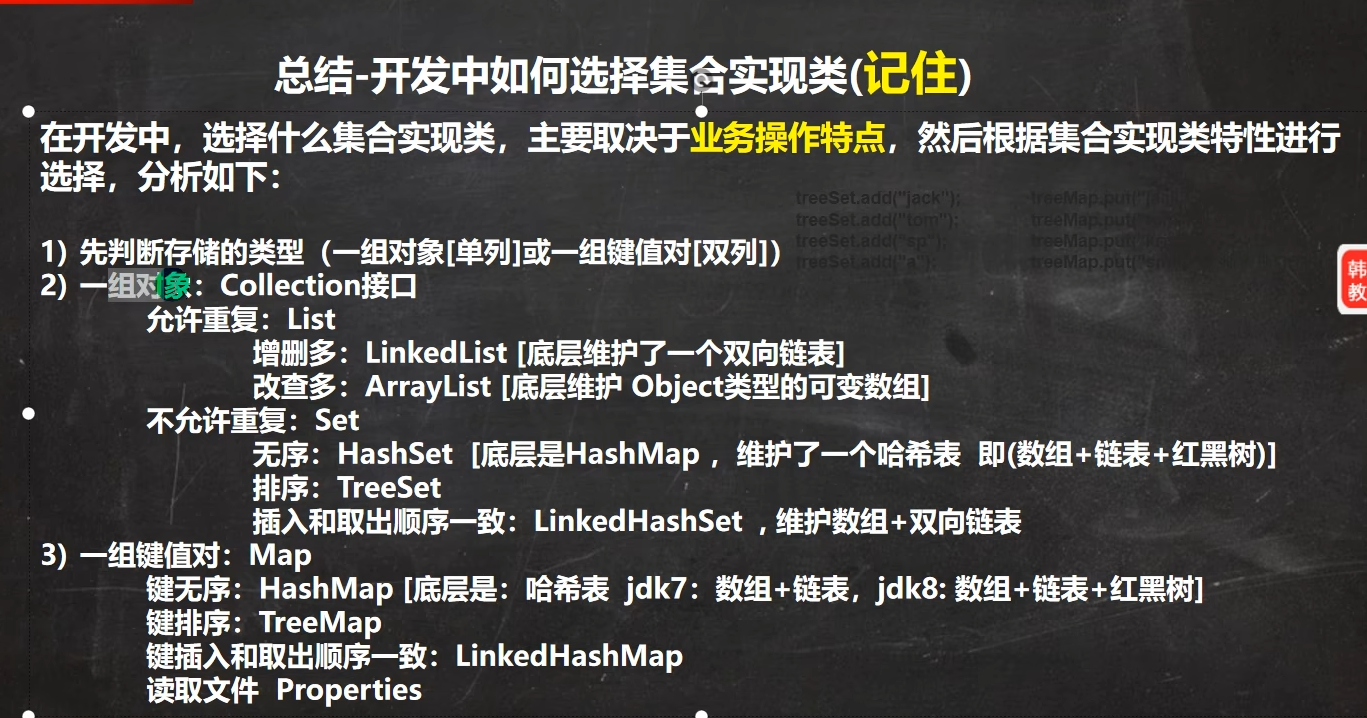 总结-开发中如何选择集合实现类(记住)
在开发中，选择什么集合实现类，主要取决于业务操作特点，然后根据集合实现类特性进行
选择，分析如下：
treeSet.add("jack");
treeSet.add("tom");
treeSet.add("sp");
treeSet.add("a");
treeMap.put("
treeMap.put("
treeMap.put("
treeMap.put("
1) 先判断存储的类型（一组对象[单列]或一组键值对[双列]）
2) 一组对象：Collection接口
允许重复：List
增删多：LinkedList [底层维护了一个双向链表]
改查多：ArrayList [底层维护 Object类型的可变数组]
不允许重复：Set
无序：HashSet [底层是HashMap ，维护了一个哈希表 即(数组+链表+红黑树)]
排序：TreeSet
插入和取出顺序一致：LinkedHashSet ，维护数组+双向链表
3) 一组键值对：Map
键无序：HashMap [底层是：哈希表 jdk7：数组+链表，jdk8: 数组+链表+红黑树]
键排序：TreeMap
键插入和取出顺序一致：LinkedHashMap
读取文件 Properties
韩
教